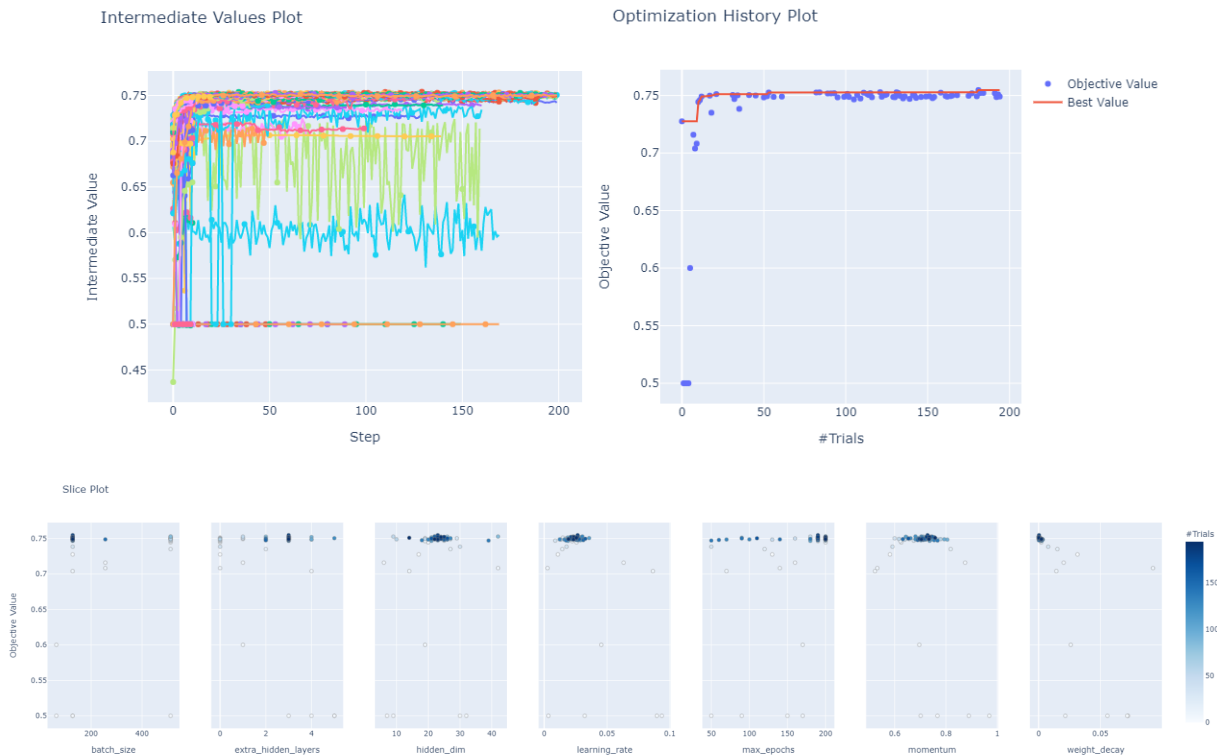 Intermediate Values Plot
Optimization History Plot
Intermediate Value
0.75
0.7
0.65
0.6
0.55
0.5
0.45
0
50
100
150
200
Step
Objective Value
0.75
0.7
0.65
0.6
0.55
0.5
0
50
100
150
200
#Trials
Objective Value
Best Value
Slice Plot
Objective Value
0.75
0.7
0.65
0.6
0.55
0.5
200 400
batch_size
0 2 4
extra_hidden_layers
10 20 30 40
hidden_dim
0 0.05 0.1
learning_rate
50 100 150 200
max_epochs
0.6 0.8 1
momentum
0 0.05
weight_decay
#Trials
150
100
50
0